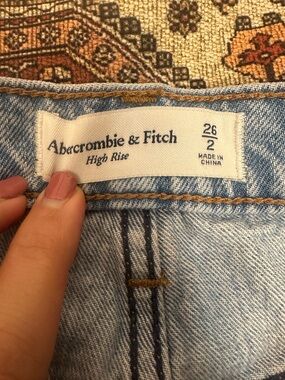 Abercrombie & Fitch
High Rise
26
2
MADE IN
CHINA